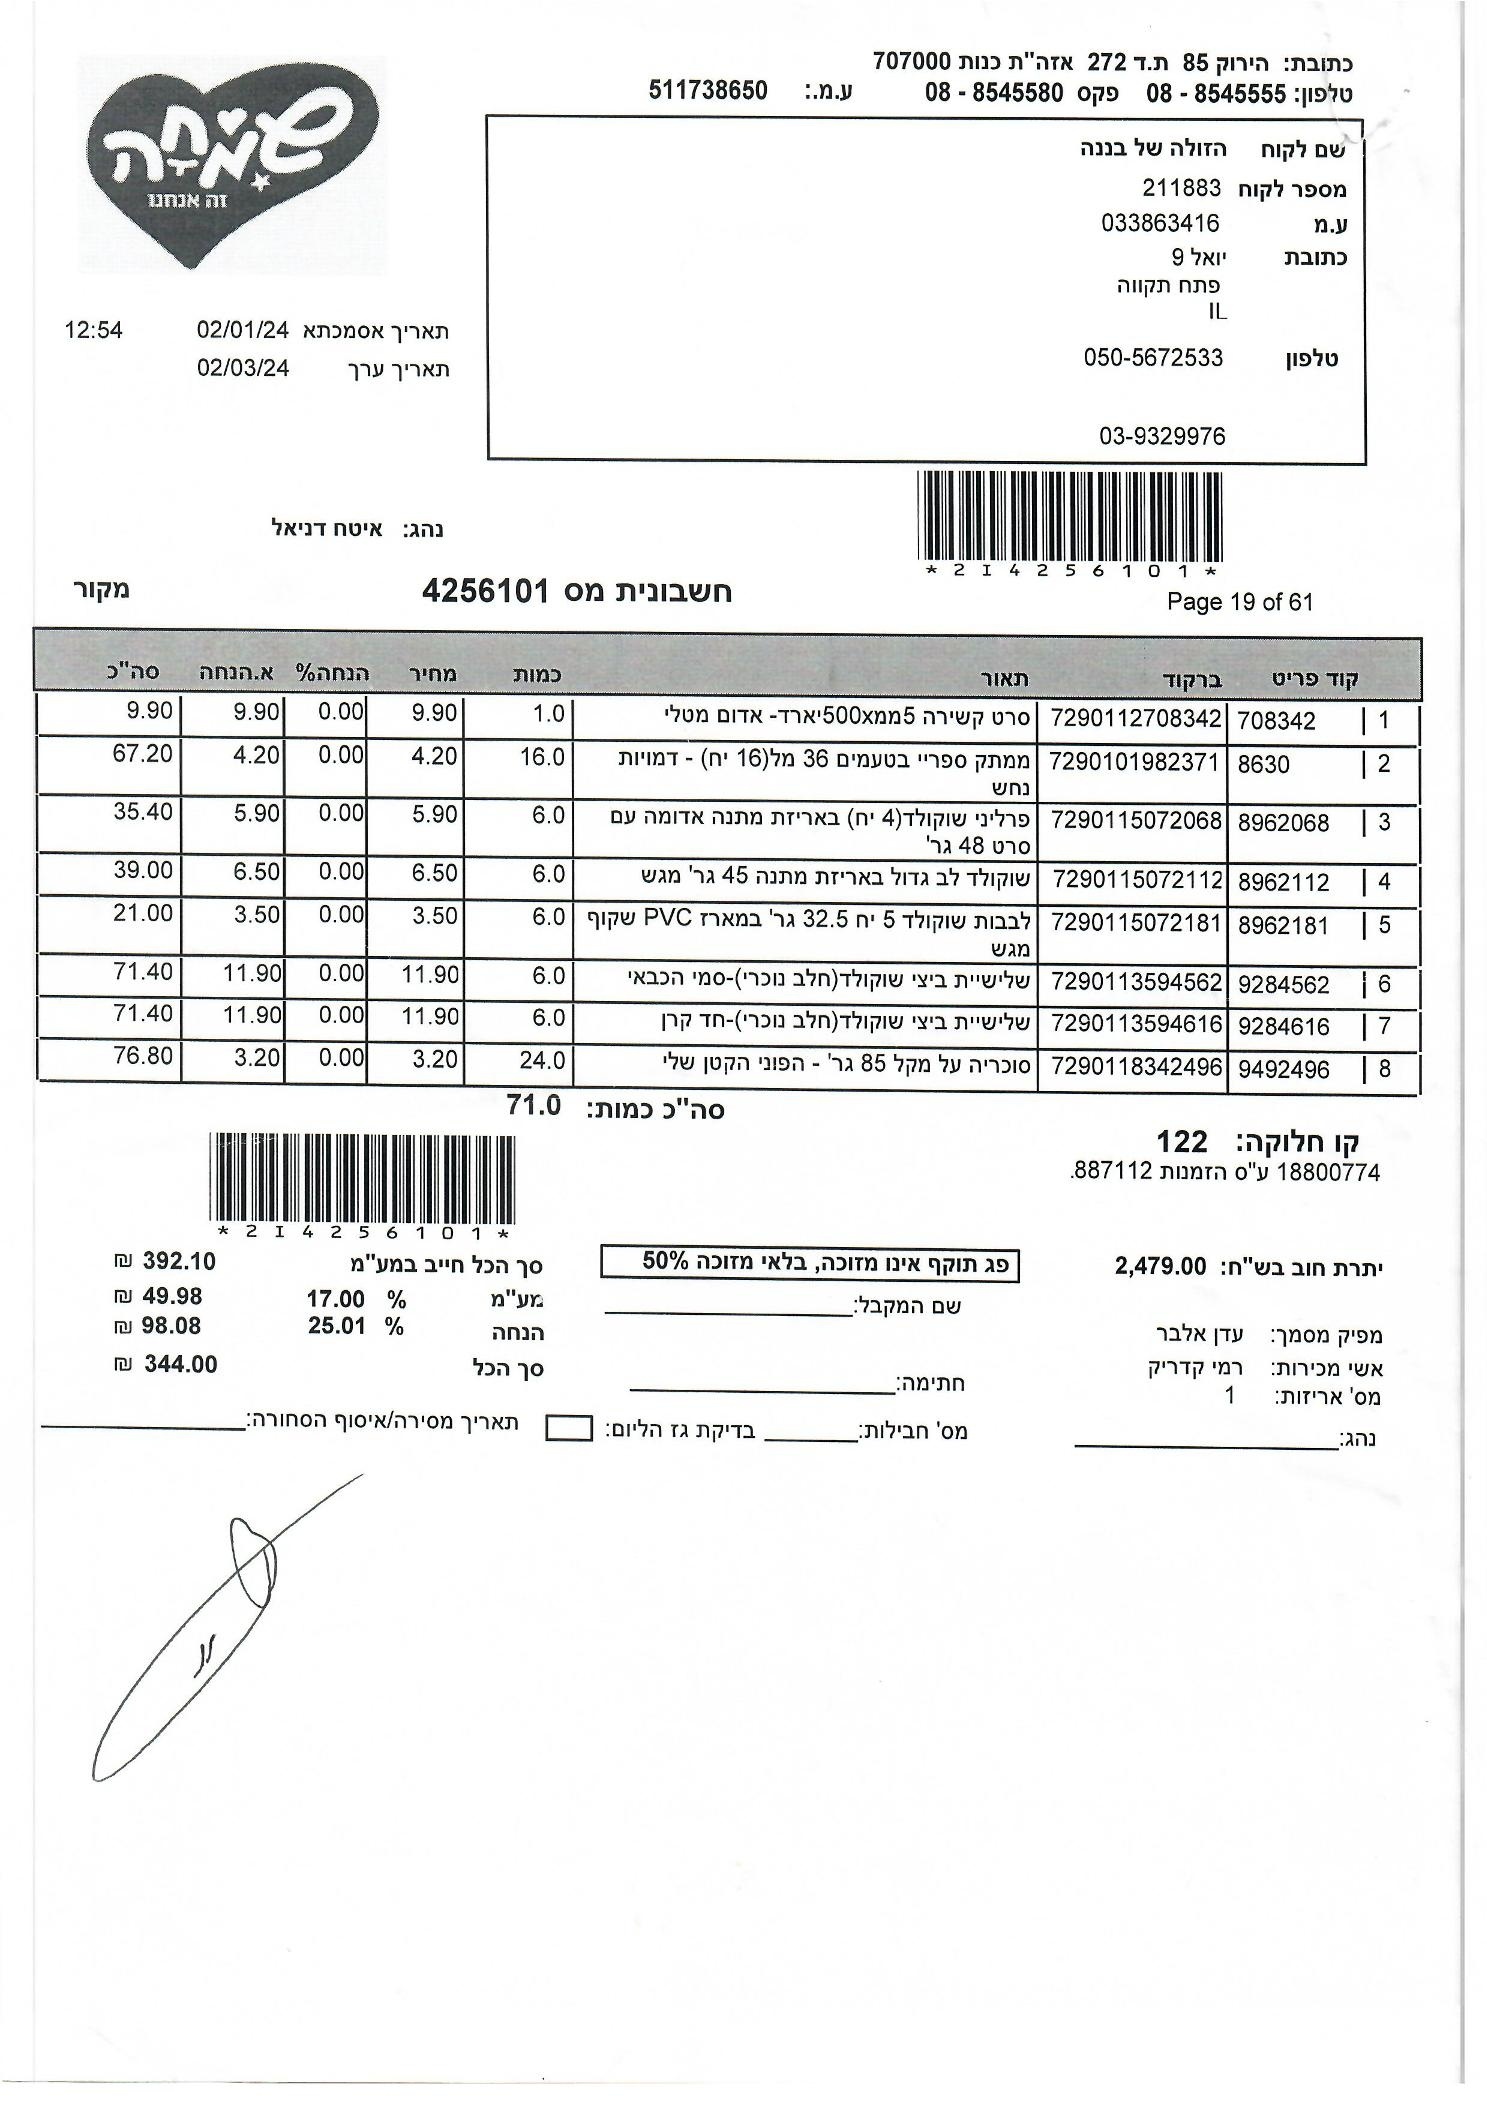 שמחה
זה אנחנו
כתובת: הירוק 85 ת.ד 272 אזה"ת כנות 707000
טלפון: 08 - 8545555 פקס 08 - 8545580 ע.מ.: 511738650
שם לקוח הזולה של בננה
מספר לקוח 211883
ע.מ 033863416
כתובת יואל 9
פתח תקווה
IL
טלפון 050-5672533
03-9329976
תאריך אסמכתא 02/01/24 12:54
תאריך ערך 02/03/24
*2I4256101*
נהג: איטח דניאל
Page 19 of 61
חשבונית מס 4256101
מקור
קוד פריט ברקוד תאור כמות מחיר הנחה% א.הנחה סה"כ
1 708342 7290112708342 סרט קשירה 5ממx500יארד- אדום מטלי 1.0 9.90 0.00 9.90 9.90
2 8630 7290101982371 ממתק ספריי בטעמים 36 מל(16 יח) - דמויות 16.0 4.20 0.00 4.20 67.20
נחש
3 8962068 7290115072068 פרליני שוקולד(4 יח) באריזת מתנה אדומה עם 6.0 5.90 0.00 5.90 35.40
סרט 48 גר'
4 8962112 7290115072112 שוקולד לב גדול באריזת מתנה 45 גר' מגש 6.0 6.50 0.00 6.50 39.00
5 8962181 7290115072181 לבבות שוקולד 5 יח 32.5 גר' במארז PVC שקוף 6.0 3.50 0.00 3.50 21.00
מגש
6 9284562 7290113594562 שלישיית ביצי שוקולד(חלב נוכרי)-סמי הכבאי 6.0 11.90 0.00 11.90 71.40
7 9284616 7290113594616 שלישיית ביצי שוקולד(חלב נוכרי)-חד קרן 6.0 11.90 0.00 11.90 71.40
8 9492496 7290118342496 סוכריה על מקל 85 גר' - הפוני הקטן שלי 24.0 3.20 0.00 3.20 76.80
סה"כ כמות: 71.0
קו חלוקה: 122
18800774 ע"ס הזמנות 887112.
*2I4256101*
יתרת חוב בש"ח: 2,479.00
מפיק מסמך: עדן אלבר
אשי מכירות: רמי קדריק
מס' אריזות: 1
נהג:
פג תוקף אינו מזוכה, בלאי מזוכה 50%
שם המקבל:
חתימה:
מס' חבילות: בדיקת גז הליום:
סך הכל חייב במע"מ 392.10 ₪
מע"מ % 17.00 49.98 ₪
הנחה % 25.01 98.08 ₪
סך הכל 344.00 ₪
תאריך מסירה/איסוף הסחורה: